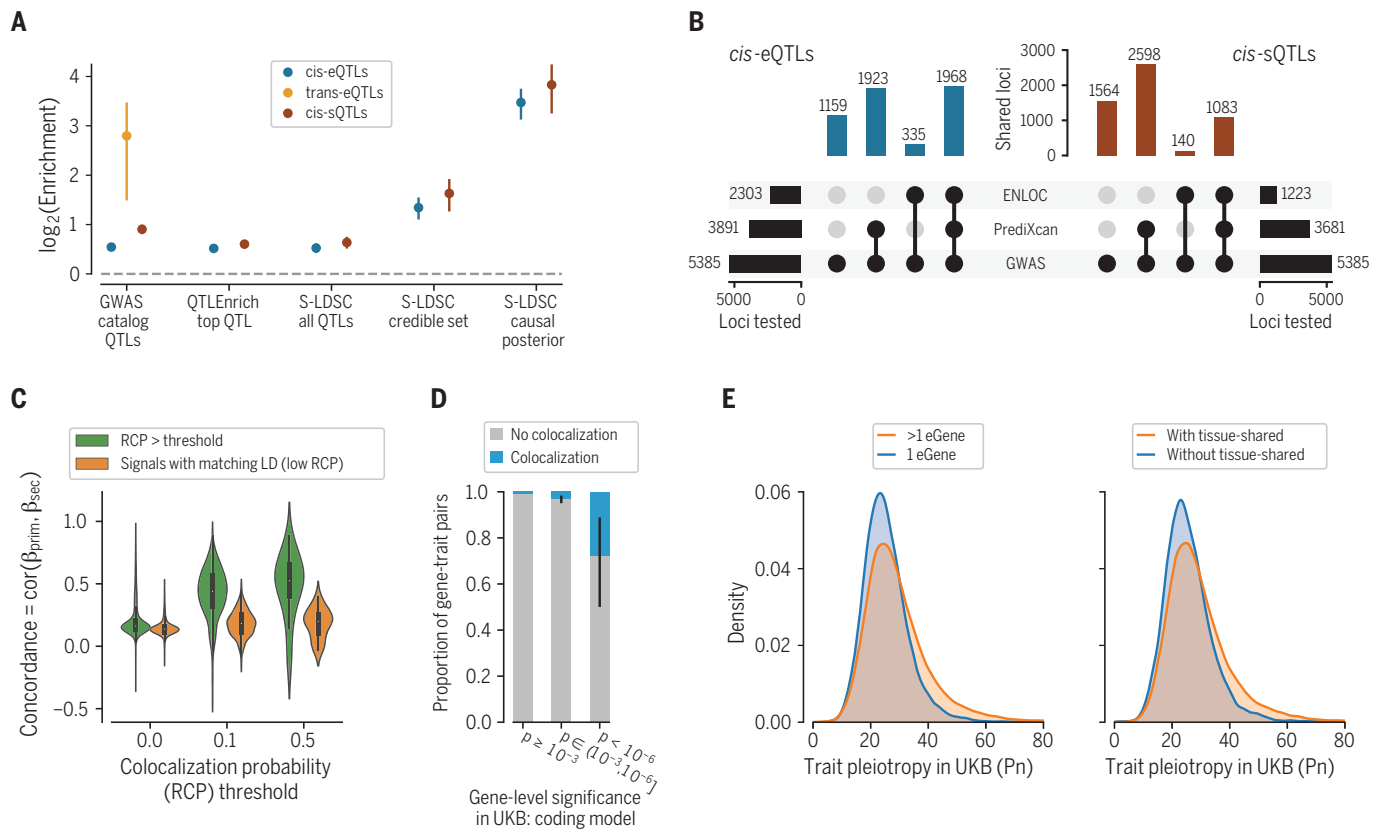 A
log2(Enrichment)
4
3
2
1
0
cis-eQTLs
trans-eQTLs
cis-sQTLs
GWAS
catalog
QTLs
QTLEnrich
top QTL
S-LDSC
all QTLs
S-LDSC
credible set
S-LDSC
causal
posterior
B
cis-eQTLs
cis-sQTLs
1159
1923
335
1968
Shared loci
3000
2000
1000
0
1564
2598
140
1083
2303
ENLOC
1223
3891
PrediXcan
3681
5385
GWAS
5385
5000 0
Loci tested
0 5000
Loci tested
C
RCP > threshold
Signals with matching LD (low RCP)
Concordance = cor(βprim, βsec)
1.0
0.5
0.0
−0.5
0.0 0.1 0.5
Colocalization probability
(RCP) threshold
D
No colocalization
Colocalization
Proportion of gene-trait pairs
1.0
0.8
0.6
0.4
0.2
0.0
p ≥ 10−3
p ∈ (10−3,10−6]
p < 10−6
Gene-level significance
in UKB: coding model
E
>1 eGene
1 eGene
With tissue-shared
Without tissue-shared
Density
0.06
0.04
0.02
0.00
0 20 40 60 80
Trait pleiotropy in UKB (Pn)
0 20 40 60 80
Trait pleiotropy in UKB (Pn)